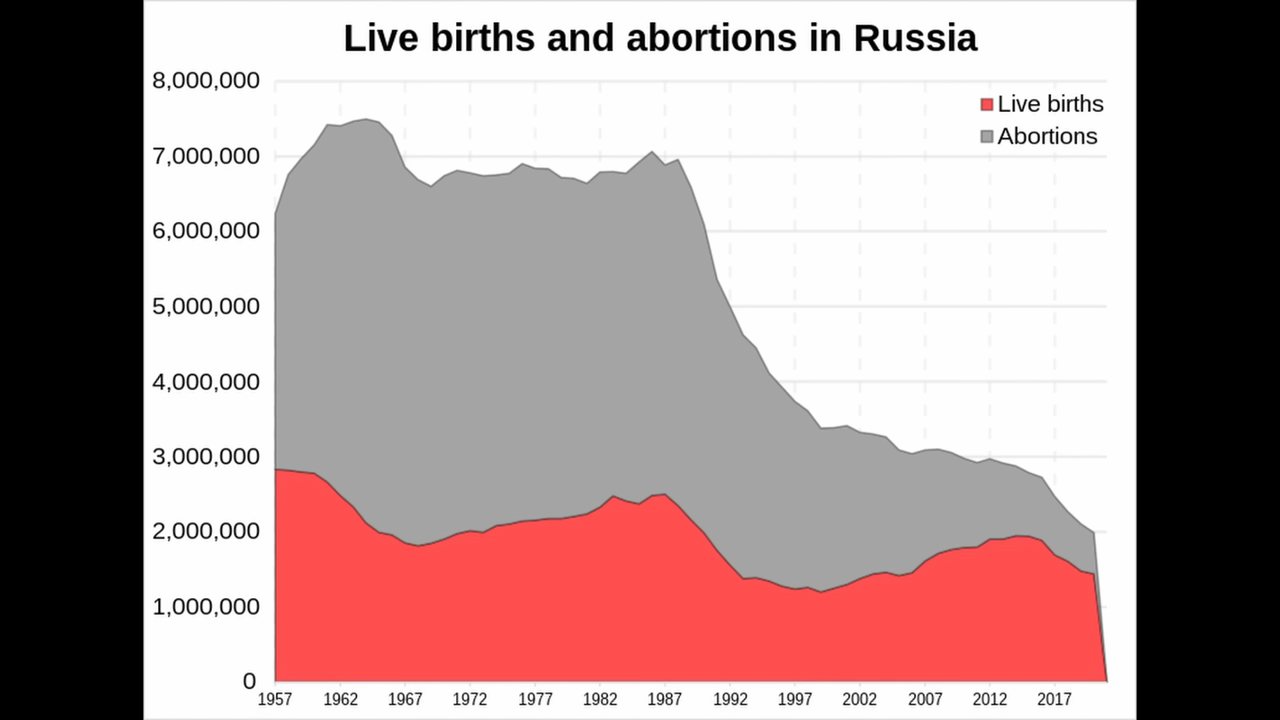 Live births and abortions in Russia
8,000,000
Live births
Abortions
7,000,000
6,000,000
5,000,000
4,000,000
3,000,000
2,000,000
1,000,000
0
1957 1962 1967 1972 1977 1982 1987 1992 1997 2002 2007 2012 2017